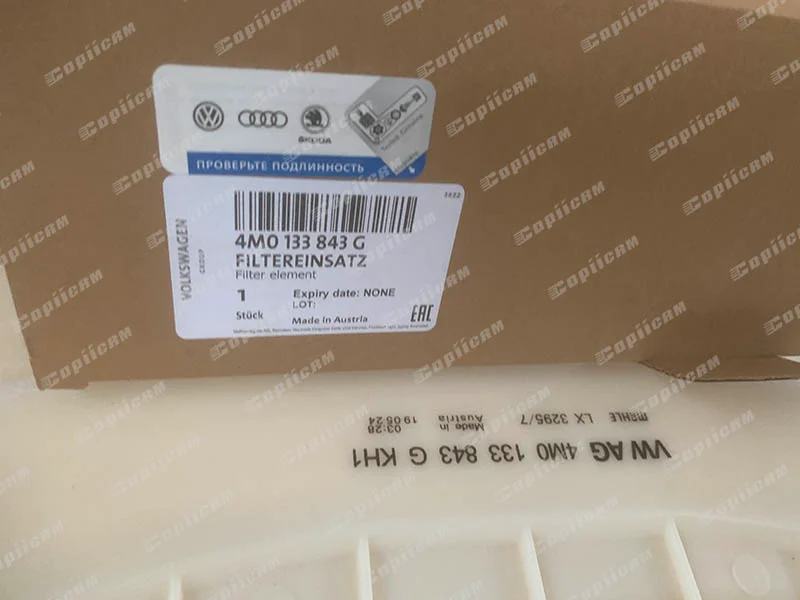 ŠKODA
ПРОВЕРЬТЕ ПОДЛИННОСТЬ
VOLKSWAGEN
GROUP
4M0 133 843 G
FILTEREINSATZ
Filter element
1
Stück
Expiry date: NONE
LOT:
Made in Austria
EAC
VW AG 4M0 133 843 G KH1
MAHLE LX 3295/7
Made in
Austria
03:28
19.05.24
Copiicam